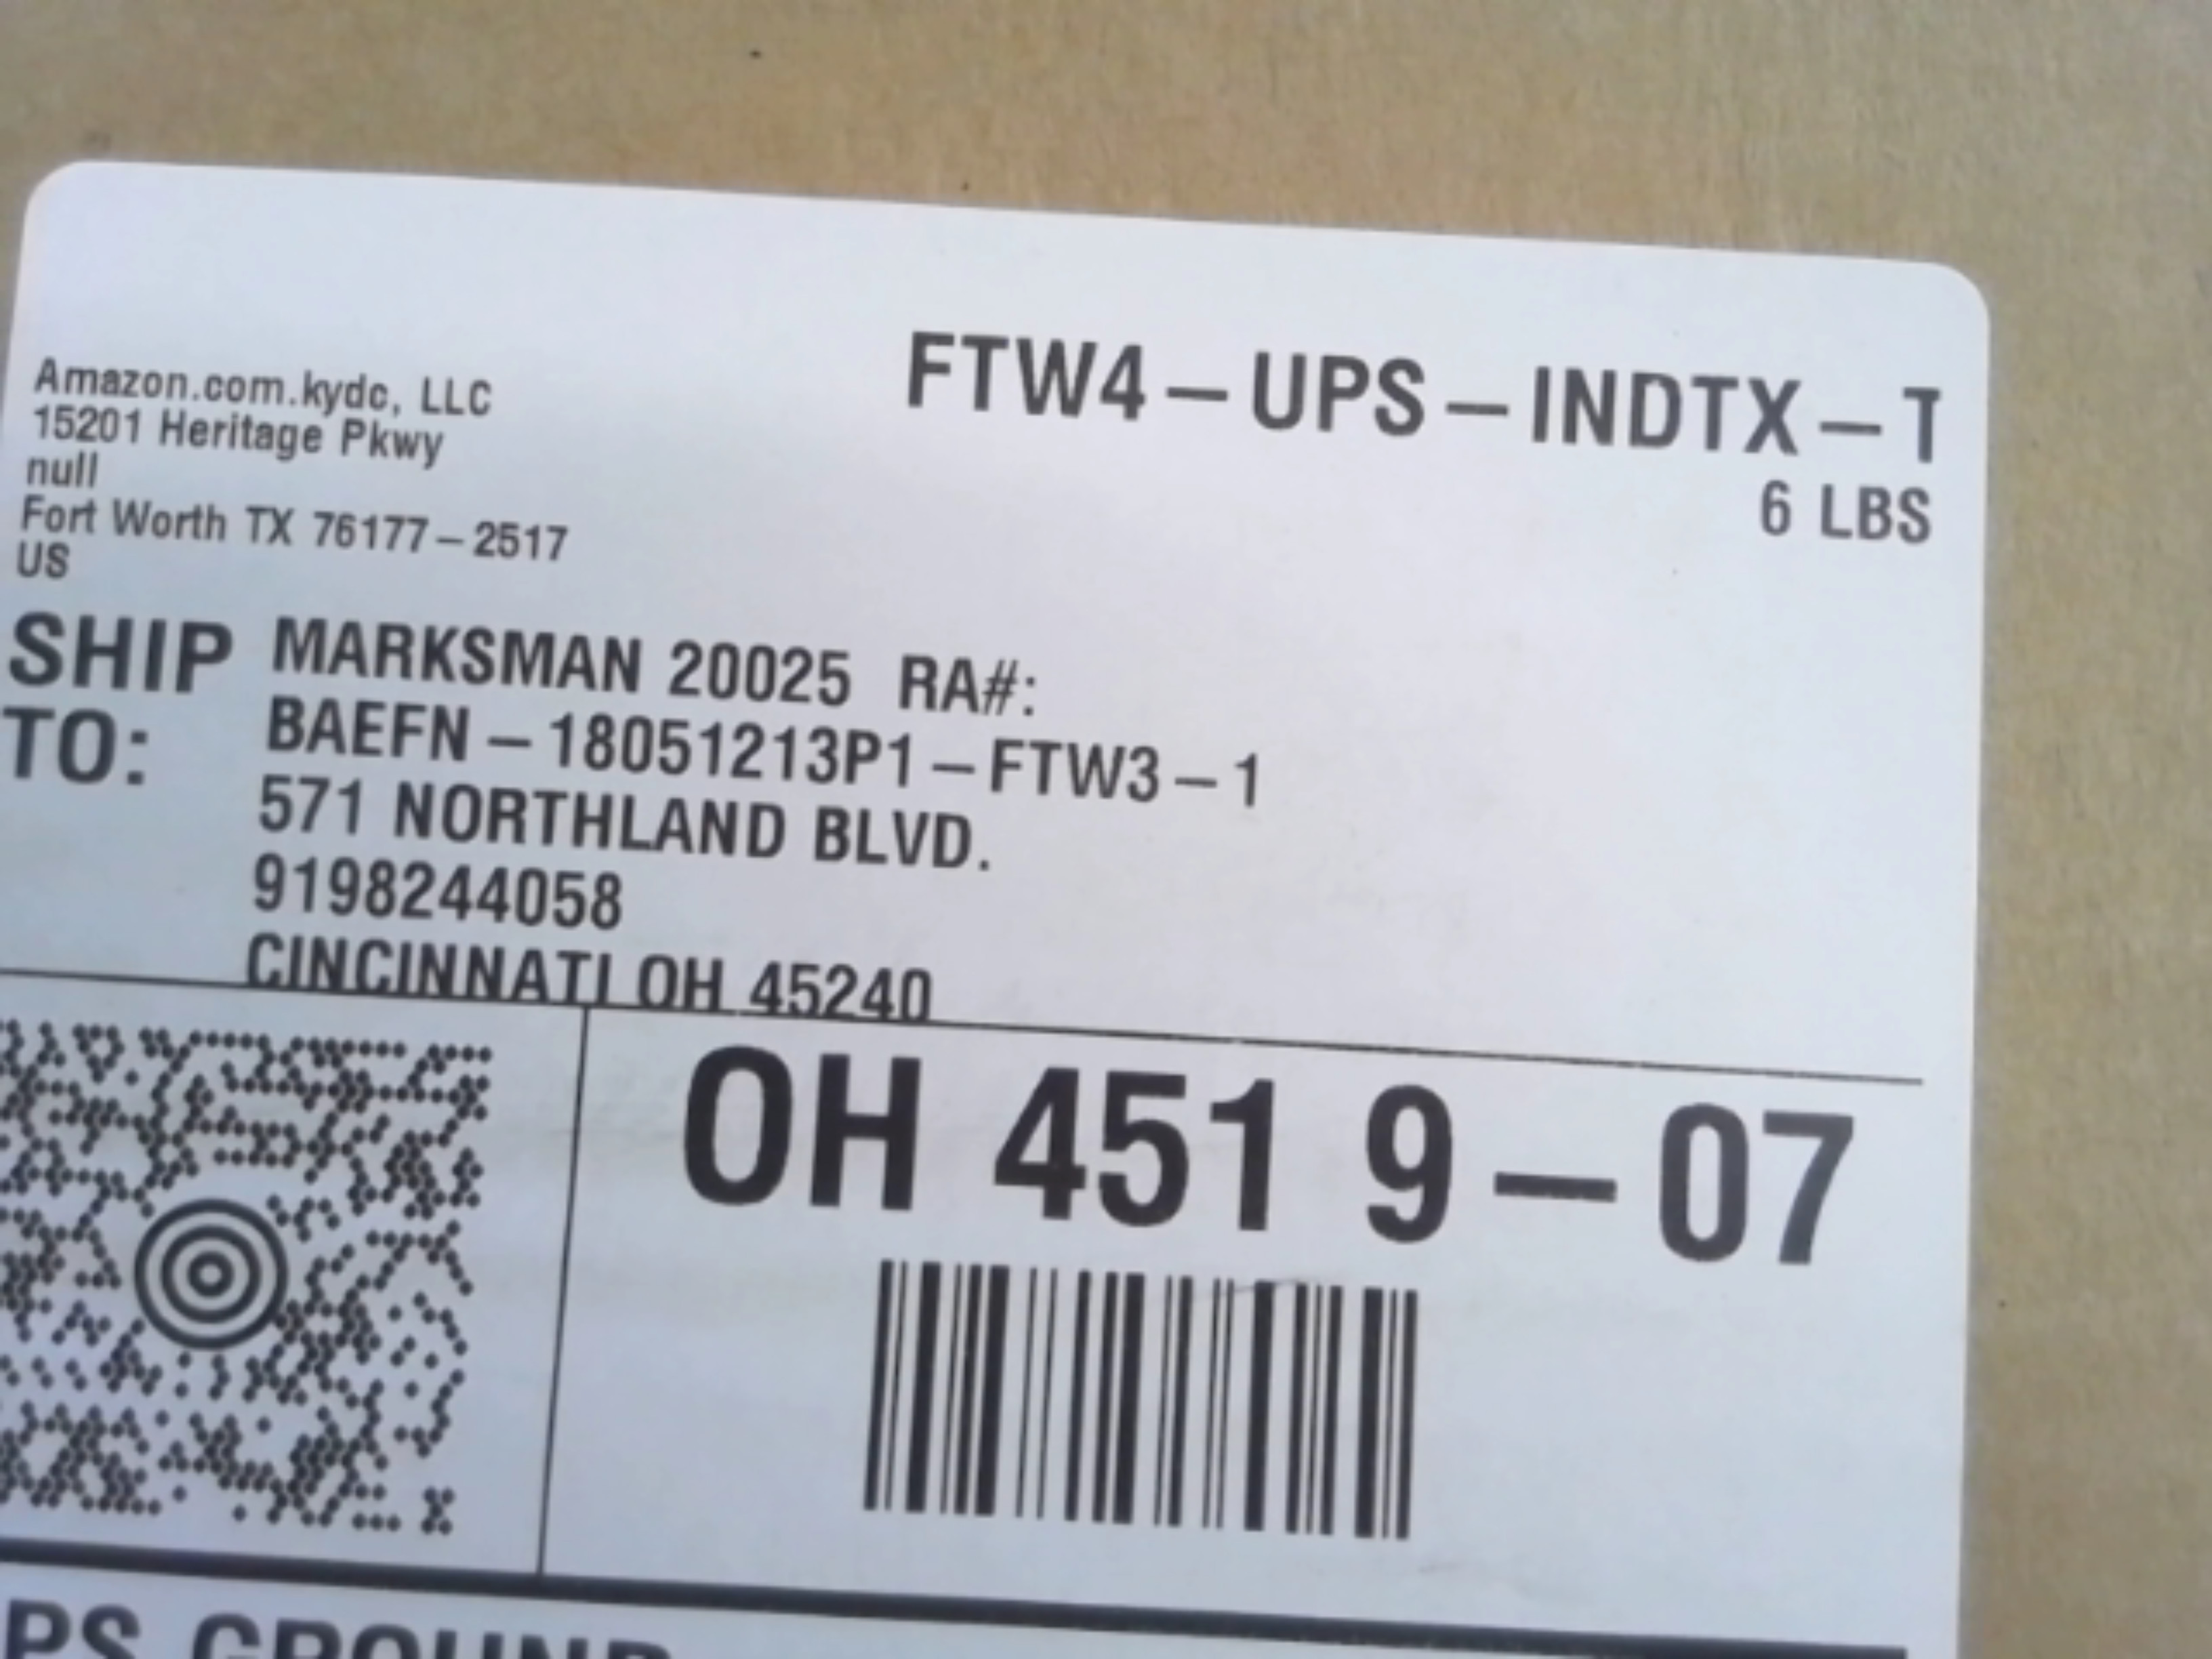 Amazon.com.kydc, LLC
15201 Heritage Pkwy
null
Fort Worth TX 76177-2517
US
FTW4-UPS-INDTX-T
6 LBS
SHIP TO:
MARKSMAN 20025 RA#:
BAEFN-18051213P1-FTW3-1
571 NORTHLAND BLVD.
9198244058
CINCINNATI OH 45240
OH 451 9-07
PS GROUND